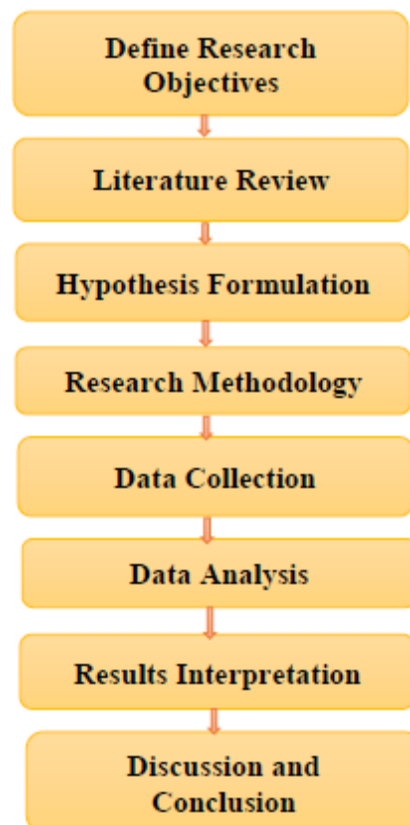 Define Research
Objectives
Literature Review
Hypothesis Formulation
Research Methodology
Data Collection
Data Analysis
Results Interpretation
Discussion and
Conclusion